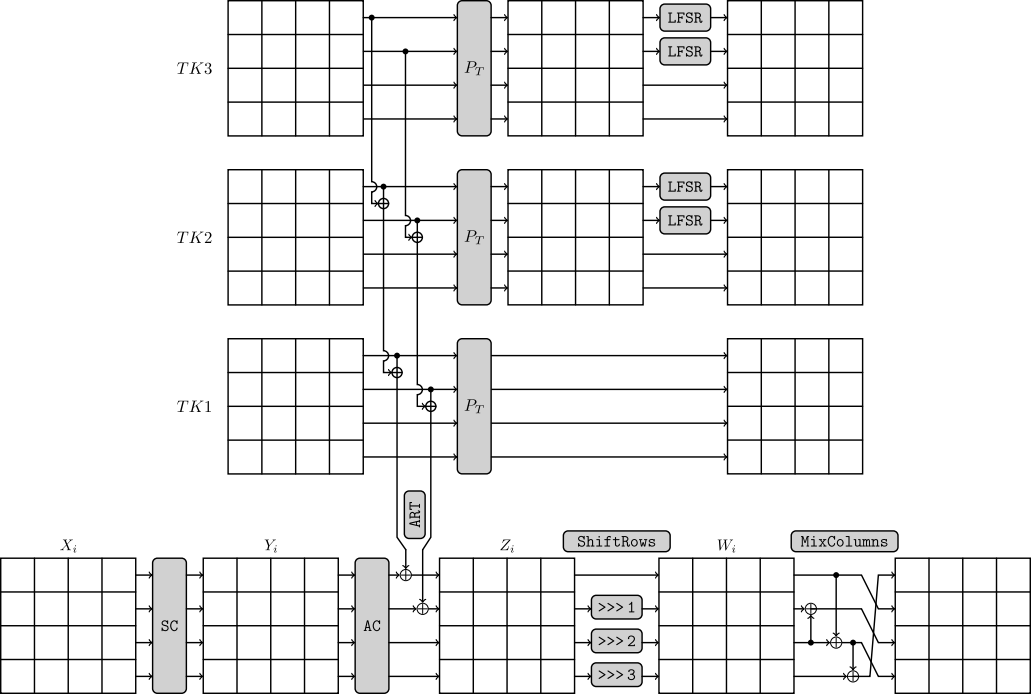 LFSR
LFSR
TK3
P_T
LFSR
LFSR
TK2
P_T
TK1
P_T
ART
ShiftRows
MixColumns
X_i
Y_i
Z_i
W_i
>>> 1
SC
AC
>>> 2
>>> 3